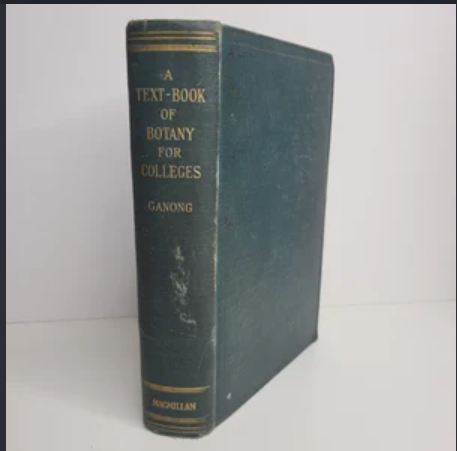 A
TEXT-BOOK
OF
BOTANY
FOR
COLLEGES
GANONG
MACMILLAN